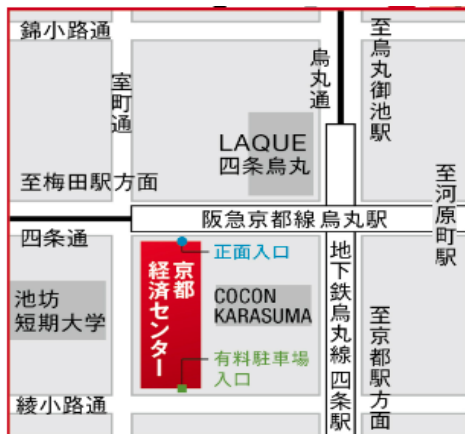 錦小路通
室町通
烏丸通
至烏丸御池駅
LAQUE
四条烏丸
至梅田駅方面
至河原町駅
阪急京都線烏丸駅
四条通
正面入口
京都
経済センター
池坊
短期大学
COCON
KARASUMA
地下鉄烏丸線 四条駅
至京都駅方面
有料駐車場
入口
綾小路通